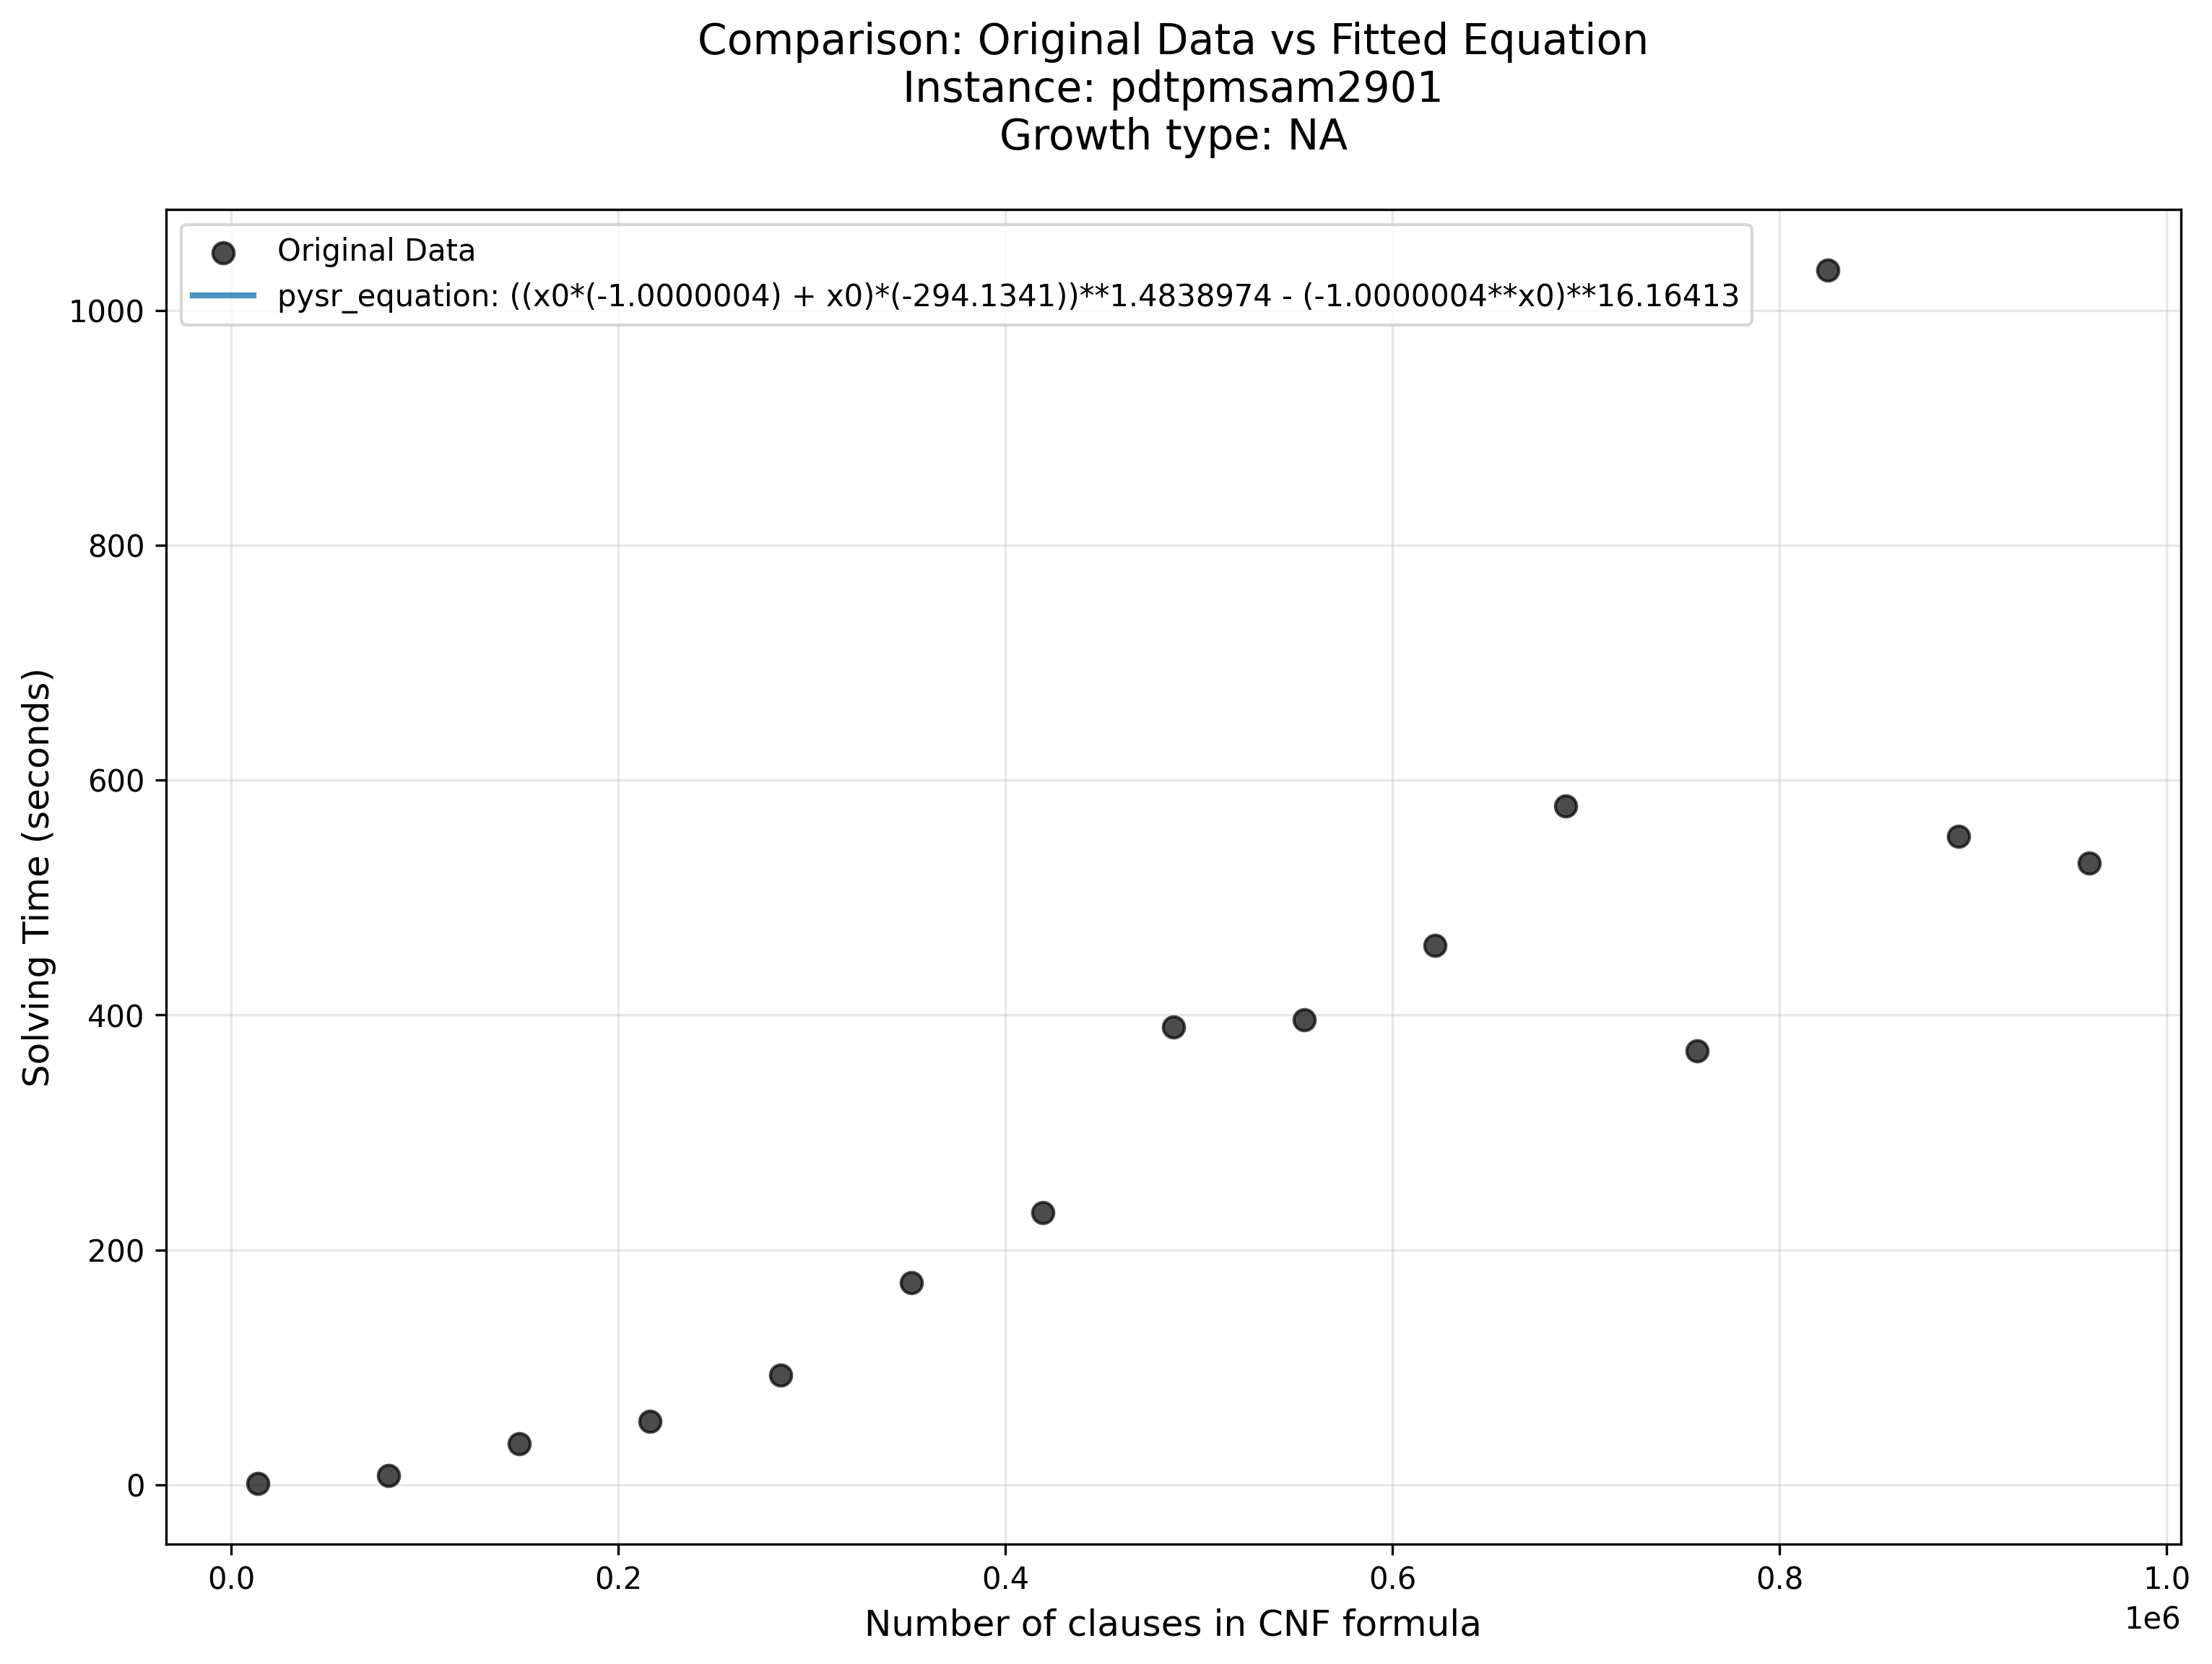 Comparison: Original Data vs Fitted Equation
Instance: pdtpmsam2901
Growth type: NA
Original Data
pysr_equation: ((x0*(-1.0000004) + x0)*(-294.1341))**1.4838974 - (-1.0000004**x0)**16.16413
1000
800
600
400
200
0
Solving Time (seconds)
0.0
0.2
0.4
0.6
0.8
1.0
1e6
Number of clauses in CNF formula